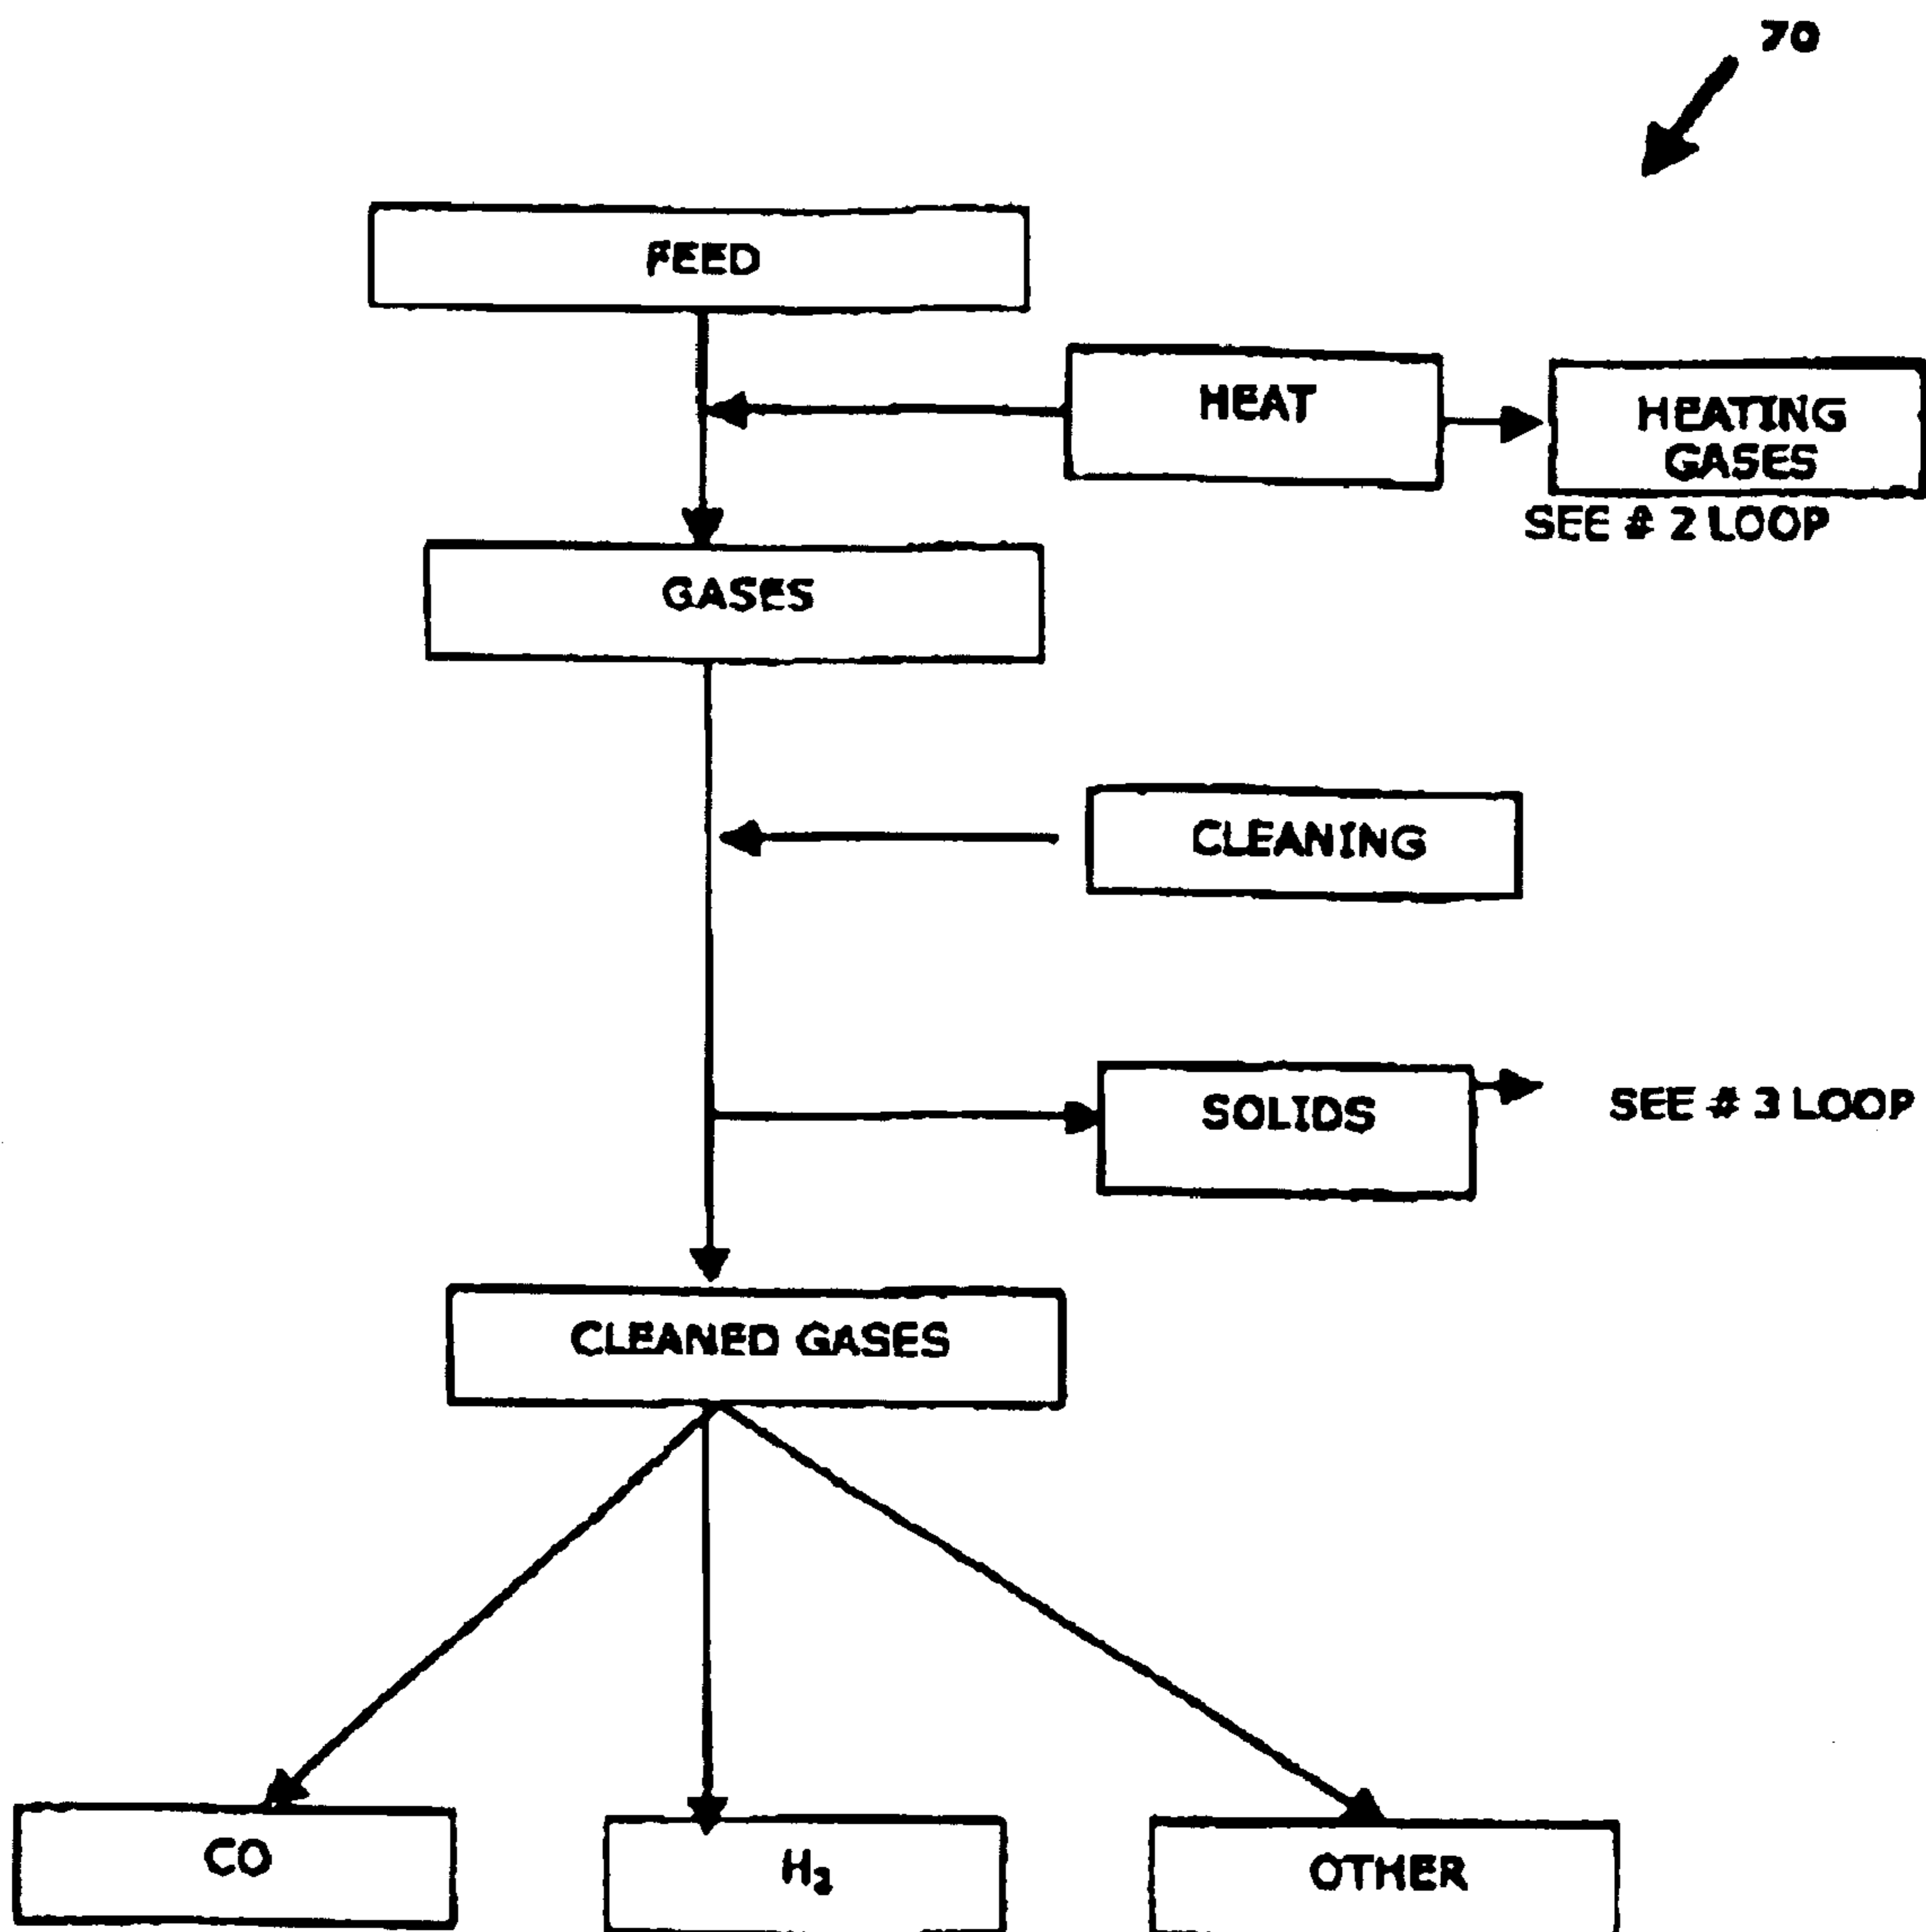 70
FEED
HEAT
HEATING
GASES
SEE # 2 LOOP
GASES
CLEANING
SOLIDS
SEE # 3 LOOP
CLEANED GASES
CO
H₂
OTHER